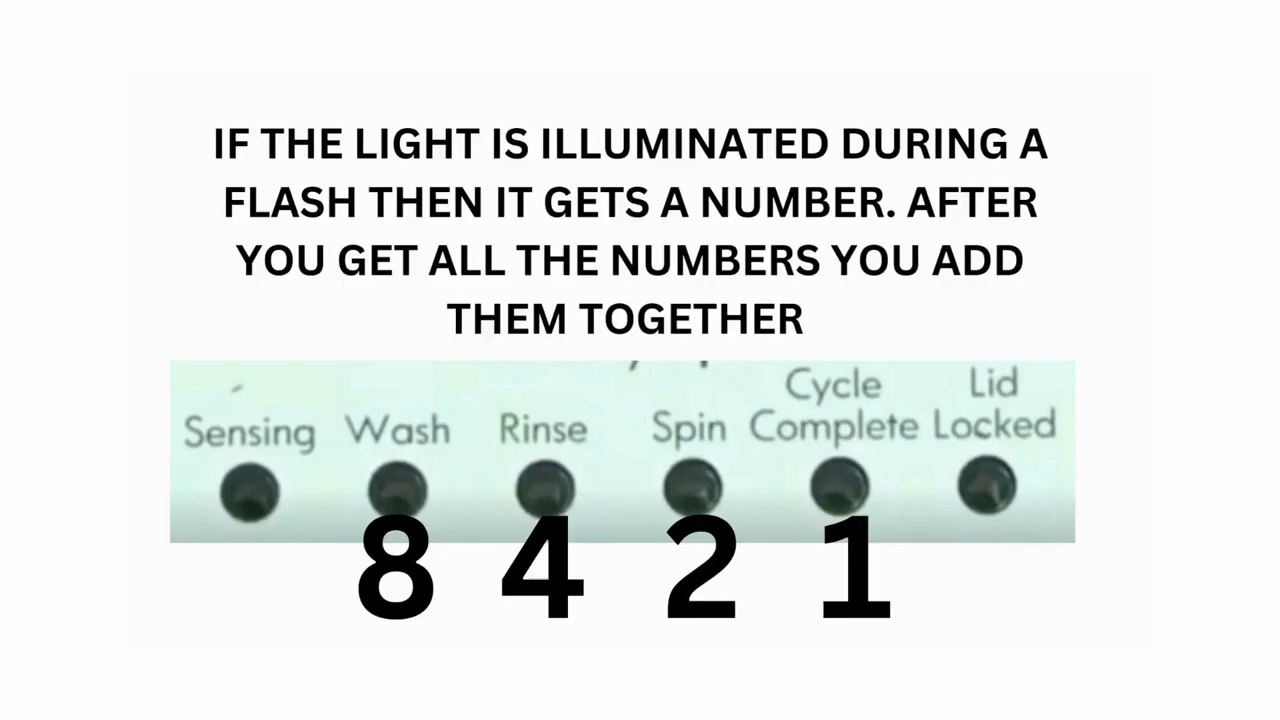 IF THE LIGHT IS ILLUMINATED DURING A
FLASH THEN IT GETS A NUMBER. AFTER
YOU GET ALL THE NUMBERS YOU ADD
THEM TOGETHER
Sensing Wash Rinse Spin Cycle Complete Lid Locked
8 4 2 1